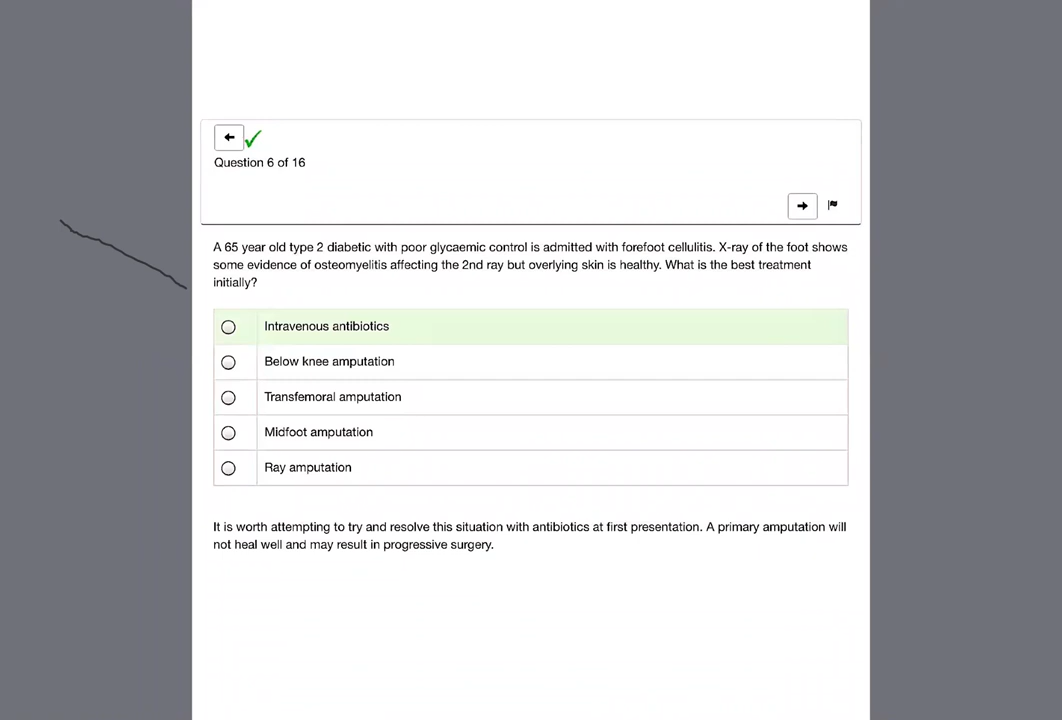 Question 6 of 16
A 65 year old type 2 diabetic with poor glycaemic control is admitted with forefoot cellulitis. X-ray of the foot shows
some evidence of osteomyelitis affecting the 2nd ray but overlying skin is healthy. What is the best treatment
initially?
Intravenous antibiotics
Below knee amputation
Transfemoral amputation
Midfoot amputation
Ray amputation
It is worth attempting to try and resolve this situation with antibiotics at first presentation. A primary amputation will
not heal well and may result in progressive surgery.